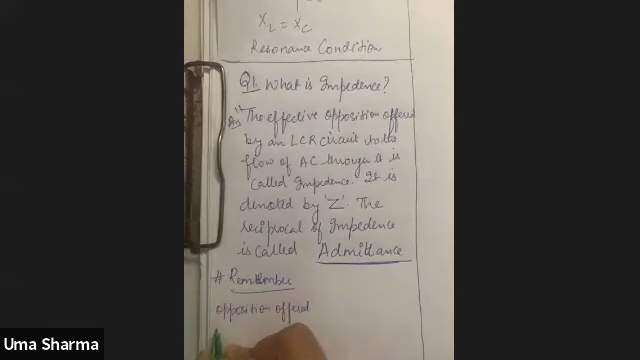 X_L = X_C
Resonance Condition
Q1. What is Impedence?
Ans The effective opposition offered
by an LCR circuit to the
flow of AC through it is
called Impedence. It is
denoted by 'Z'. The
reciprocal of Impedence
is called Admittance
# Remember
opposition offered
Uma Sharma